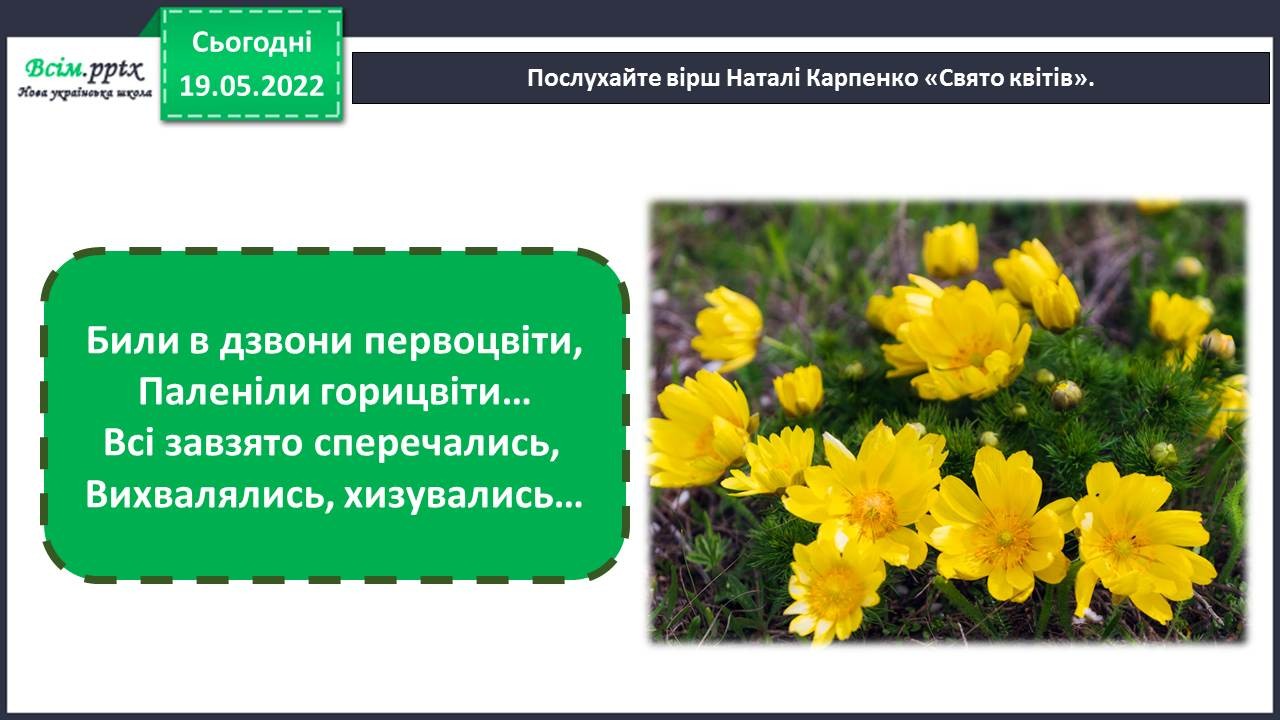 Сьогодні
19.05.2022
Всім.pptx
Нова українська школа
Послухайте вірш Наталі Карпенко «Свято квітів».
Били в дзвони первоцвіти,
Паленіли горицвіти…
Всі завзято сперечались,
Вихвалялись, хизувались…